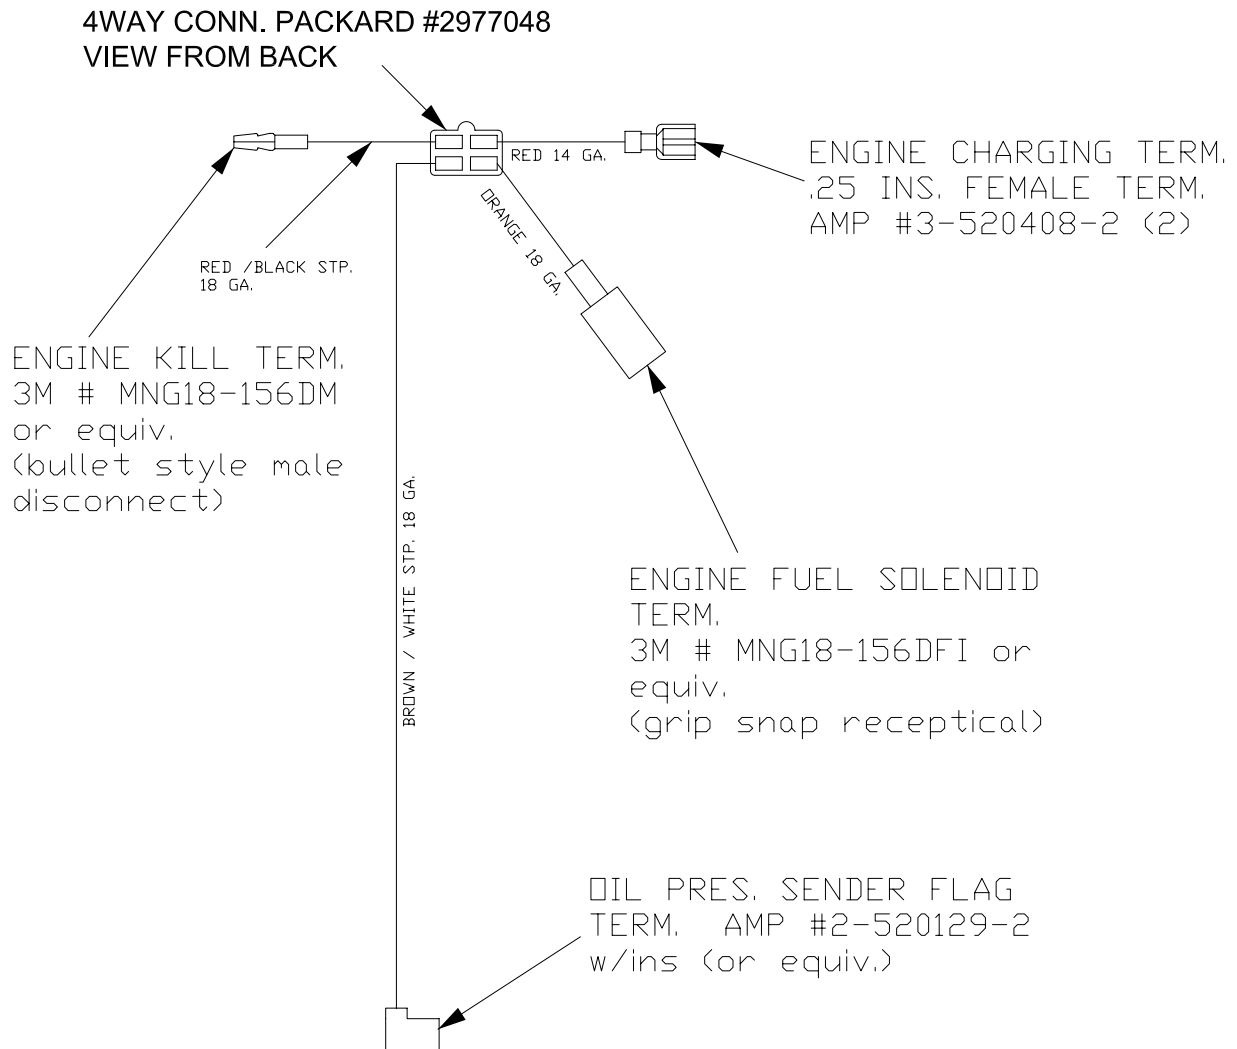 4WAY CONN. PACKARD #2977048
VIEW FROM BACK
RED 14 GA.
ENGINE CHARGING TERM.
.25 INS. FEMALE TERM.
AMP #3-520408-2 (2)
ORANGE 18 GA.
RED /BLACK STP.
18 GA.
ENGINE KILL TERM.
3M # MNG18-156DM
or equiv.
(bullet style male
disconnect)
BROWN / WHITE STP. 18 GA.
ENGINE FUEL SOLENOID
TERM.
3M # MNG18-156DFI or
equiv.
(grip snap receptical)
OIL PRES. SENDER FLAG
TERM. AMP #2-520129-2
w/ins (or equiv.)